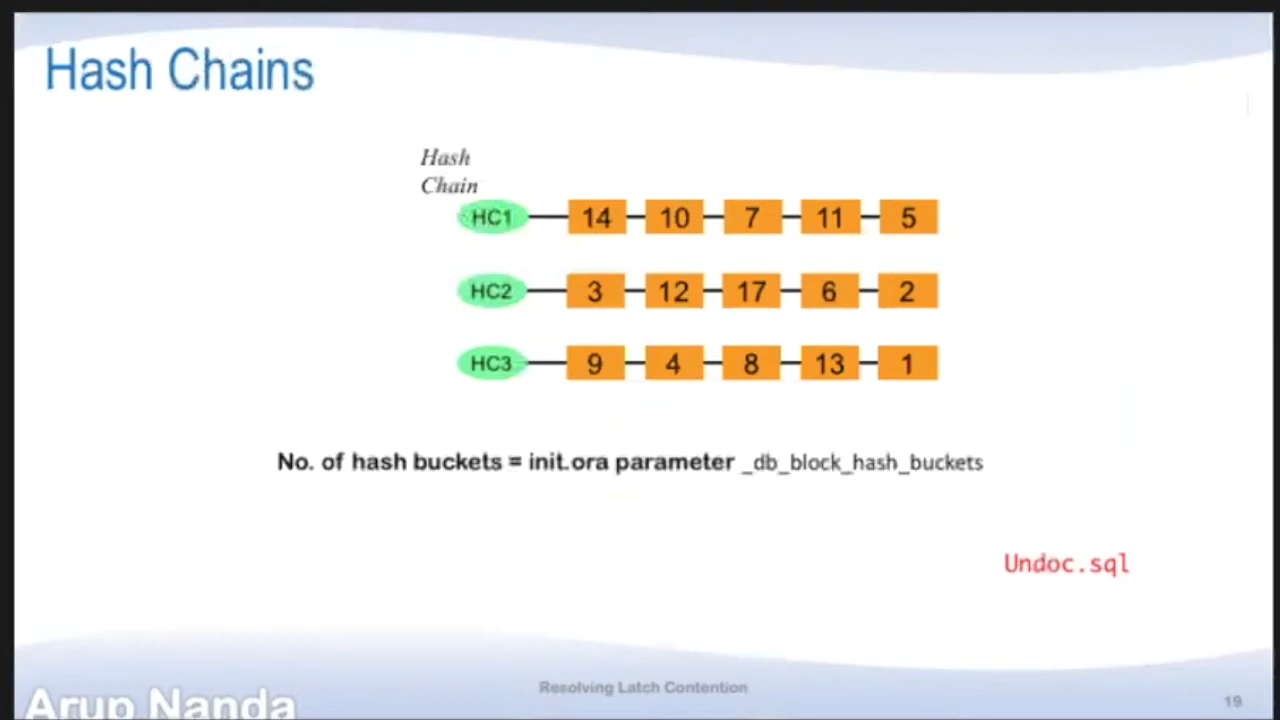 Hash Chains
Hash
Chain
HC1 14 10 7 11 5
HC2 3 12 17 6 2
HC3 9 4 8 13 1
No. of hash buckets = init.ora parameter _db_block_hash_buckets
Undoc.sql
Resolving Latch Contention
19
Arup Nanda